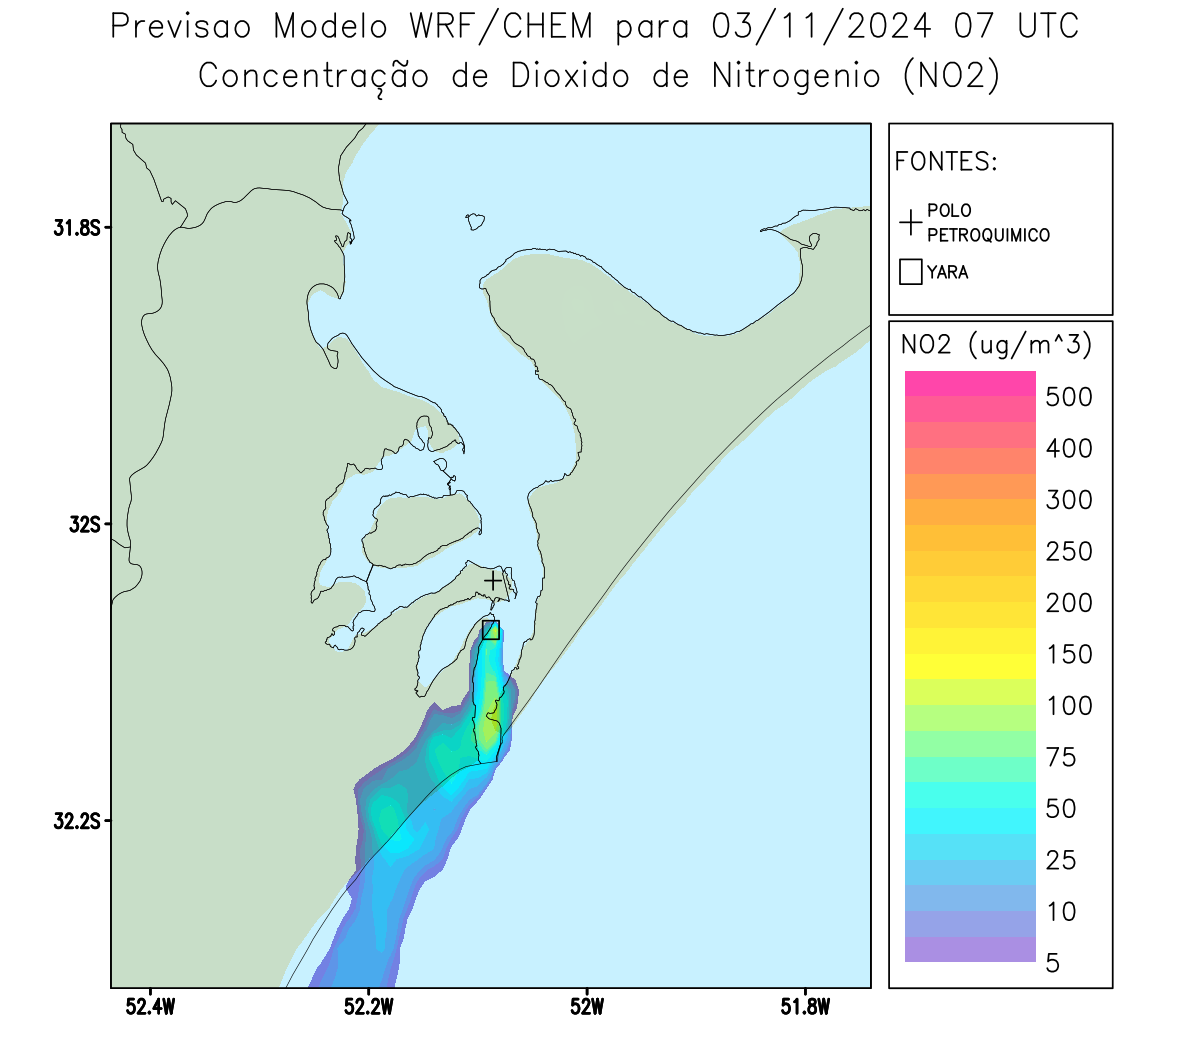 Previsao Modelo WRF/CHEM para 03/11/2024 07 UTC
Concentração de Dioxido de Nitrogenio (NO2)
FONTES:
POLO
PETROQUIMICO
YARA
NO2 (ug/m^3)
500
400
300
250
200
150
100
75
50
25
10
5
31.8S
32S
32.2S
52.4W
52.2W
52W
51.8W